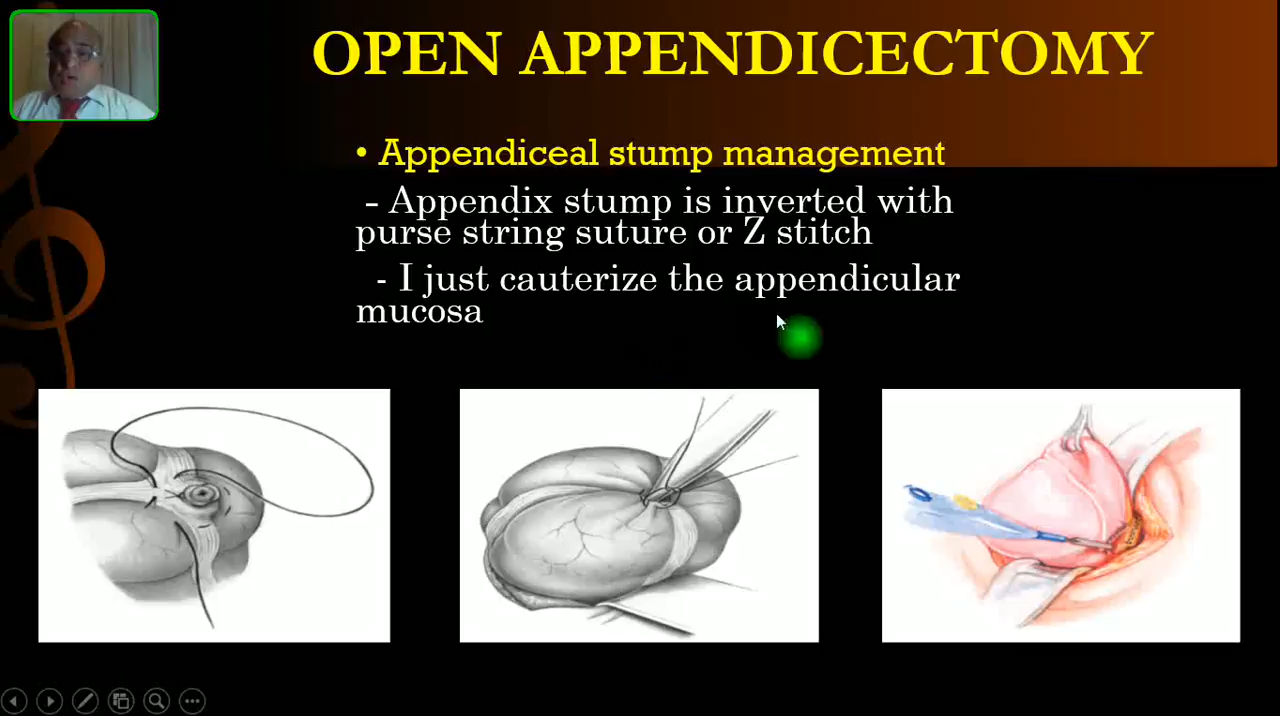 OPEN APPENDICECTOMY
• Appendiceal stump management
- Appendix stump is inverted with
purse string suture or Z stitch
- I just cauterize the appendicular
mucosa